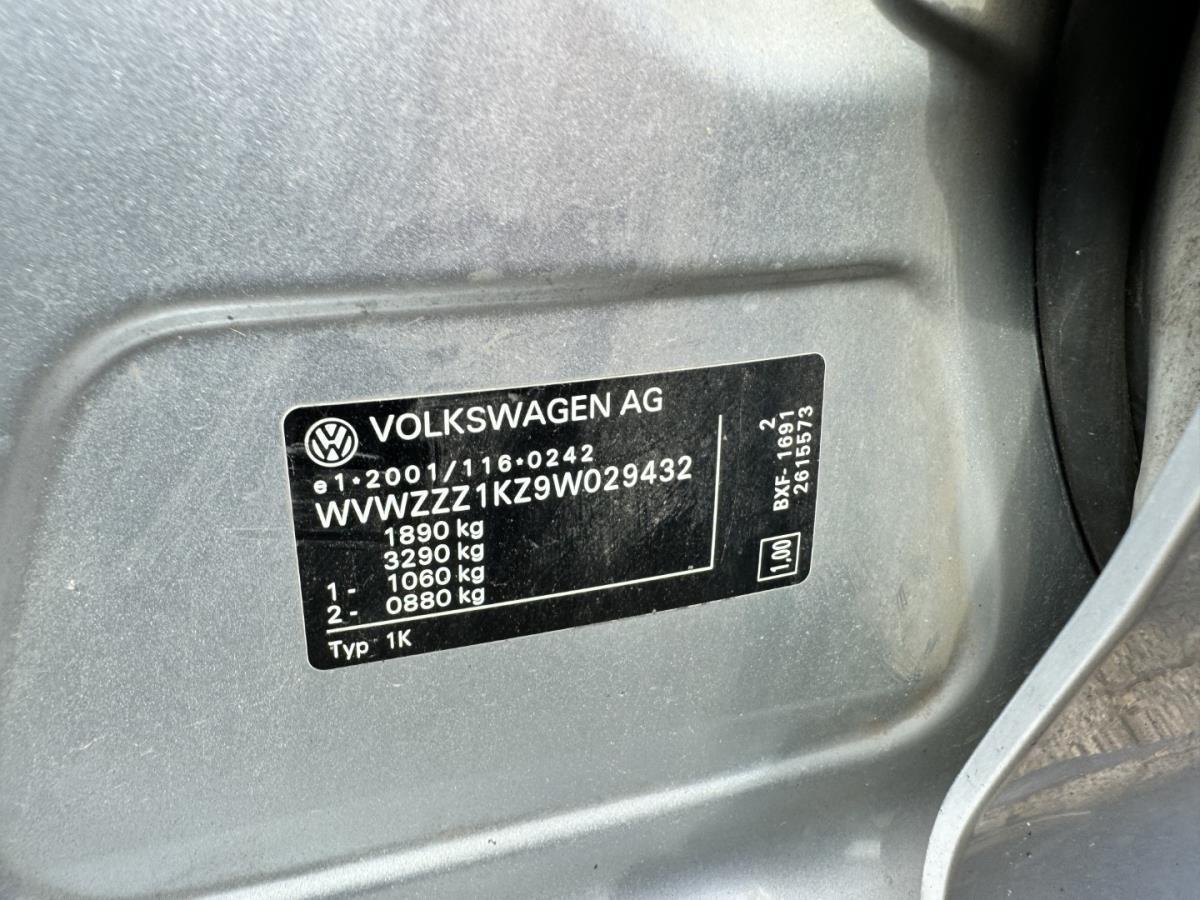 VOLKSWAGEN AG
e1*2001/116*0242
WVWZZZ1KZ9W029432
1890 kg
3290 kg
1 - 1060 kg
2 - 0880 kg
Typ 1K
2
BXF-1691
2615573
1,00